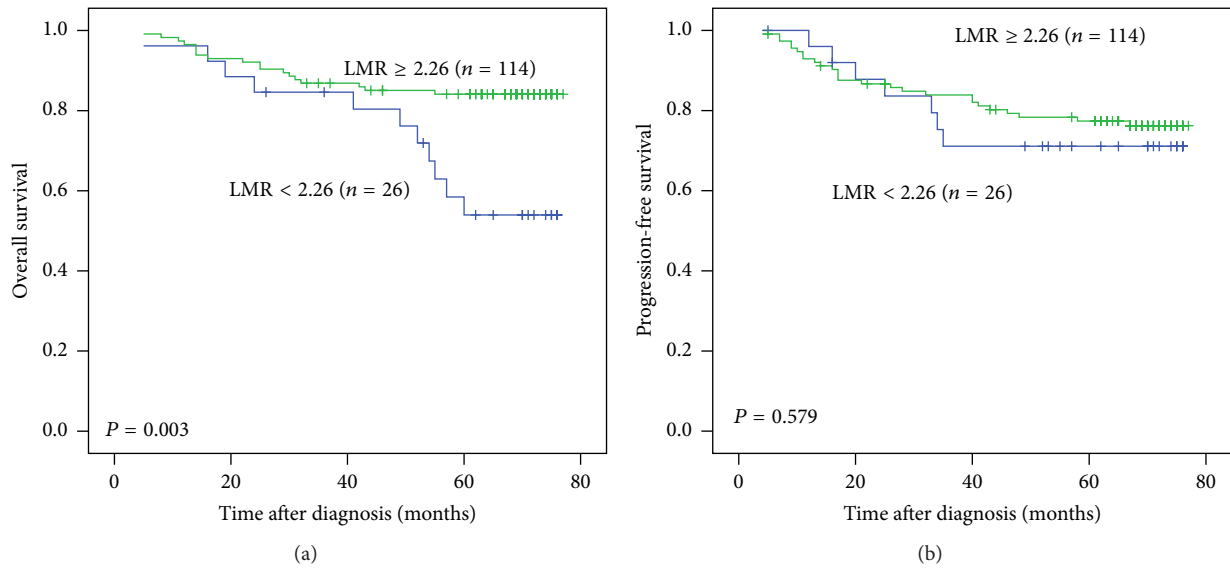 1.0
0.8
0.6
0.4
0.2
0.0
Overall survival
LMR ≥ 2.26 (n = 114)
LMR < 2.26 (n = 26)
P = 0.003
0 20 40 60 80
Time after diagnosis (months)
(a)
1.0
0.8
0.6
0.4
0.2
0.0
Progression-free survival
LMR ≥ 2.26 (n = 114)
LMR < 2.26 (n = 26)
P = 0.579
0 20 40 60 80
Time after diagnosis (months)
(b)